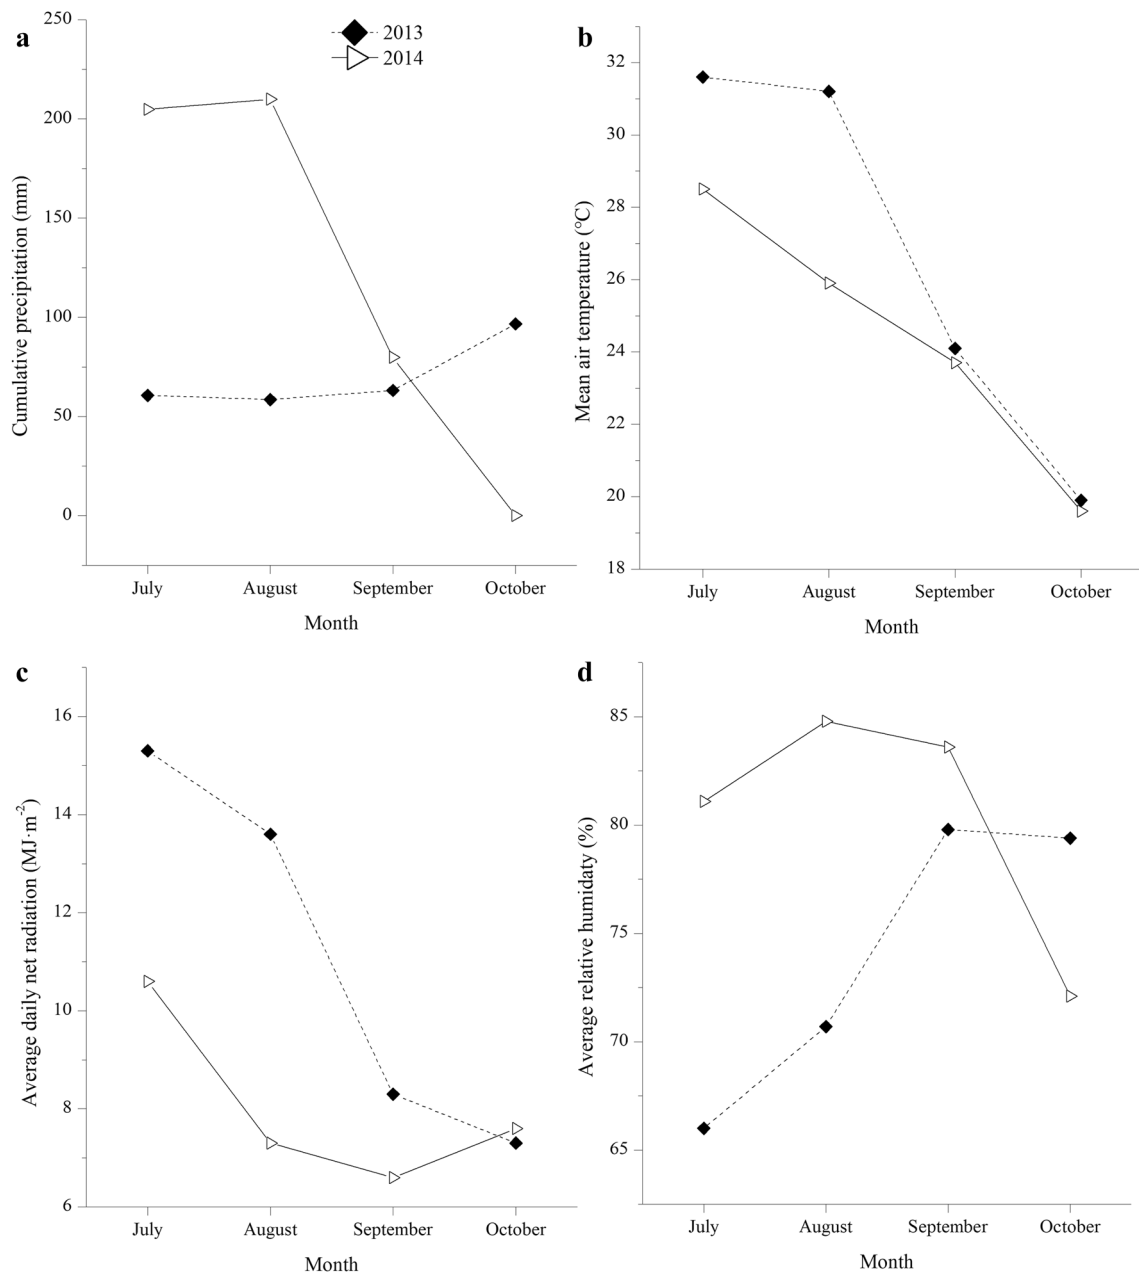 a
2013
2014
250
200
150
100
50
0
Cumulative precipitation (mm)
July August September October
Month
b
32
30
28
26
24
22
20
18
Mean air temperature (°C)
July August September October
Month
c
16
14
12
10
8
6
Average daily net radiation (MJ·m⁻²)
July August September October
Month
d
85
80
75
70
65
Average relative humidaty (%)
July August September October
Month